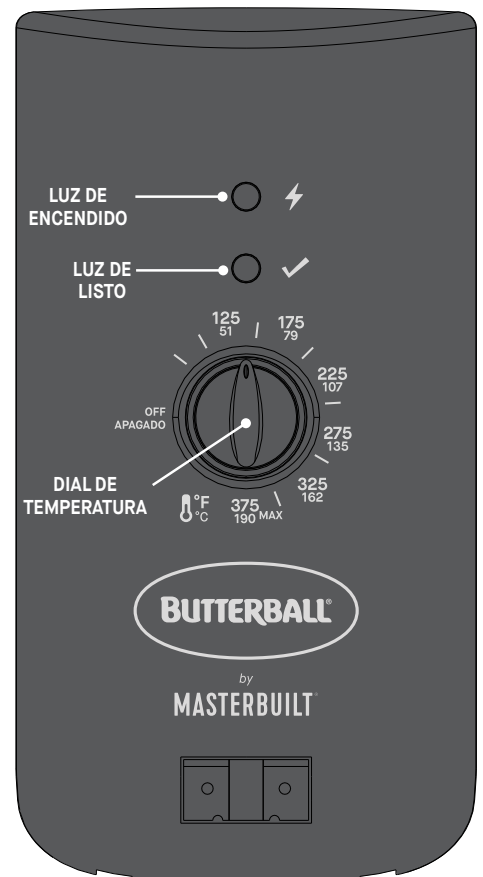 LUZ DE
ENCENDIDO
LUZ DE
LISTO
125
51
175
79
225
107
OFF
APAGADO
275
135
DIAL DE
TEMPERATURA
325
162
°F
°C
375
190 MAX
BUTTERBALL®
by
MASTERBUILT